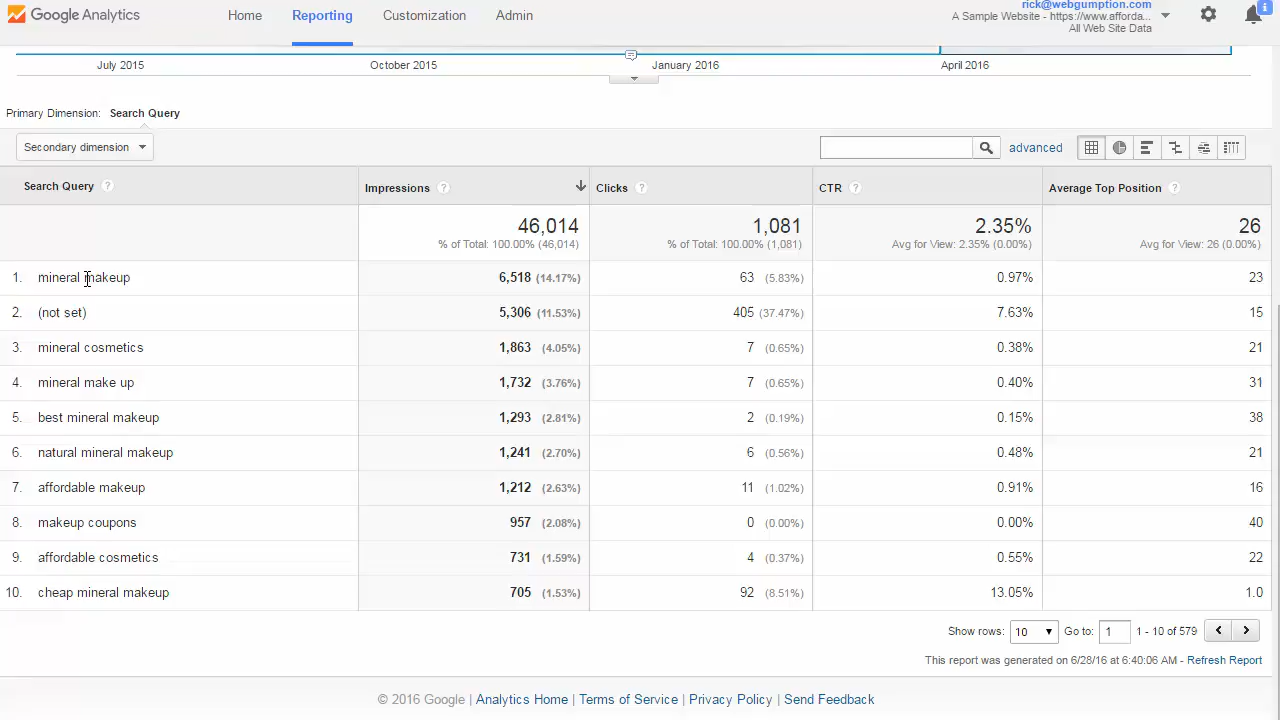 Google Analytics Home Reporting Customization Admin
rick@webgumption.com
A Sample Website - https://www.afforda...
All Web Site Data
i
July 2015 October 2015 January 2016 April 2016
Primary Dimension: Search Query
Secondary dimension advanced
Search Query ? Impressions ? Clicks ? CTR ? Average Top Position ?
46,014 1,081 2.35% 26
% of Total: 100.00% (46,014) % of Total: 100.00% (1,081) Avg for View: 2.35% (0.00%) Avg for View: 26 (0.00%)
1. mineral makeup 6,518 (14.17%) 63 (5.83%) 0.97% 23
2. (not set) 5,306 (11.53%) 405 (37.47%) 7.63% 15
3. mineral cosmetics 1,863 (4.05%) 7 (0.65%) 0.38% 21
4. mineral make up 1,732 (3.76%) 7 (0.65%) 0.40% 31
5. best mineral makeup 1,293 (2.81%) 2 (0.19%) 0.15% 38
6. natural mineral makeup 1,241 (2.70%) 6 (0.56%) 0.48% 21
7. affordable makeup 1,212 (2.63%) 11 (1.02%) 0.91% 16
8. makeup coupons 957 (2.08%) 0 (0.00%) 0.00% 40
9. affordable cosmetics 731 (1.59%) 4 (0.37%) 0.55% 22
10. cheap mineral makeup 705 (1.53%) 92 (8.51%) 13.05% 1.0
Show rows: 10 Go to: 1 1 - 10 of 579
This report was generated on 6/28/16 at 6:40:06 AM - Refresh Report
© 2016 Google | Analytics Home | Terms of Service | Privacy Policy | Send Feedback